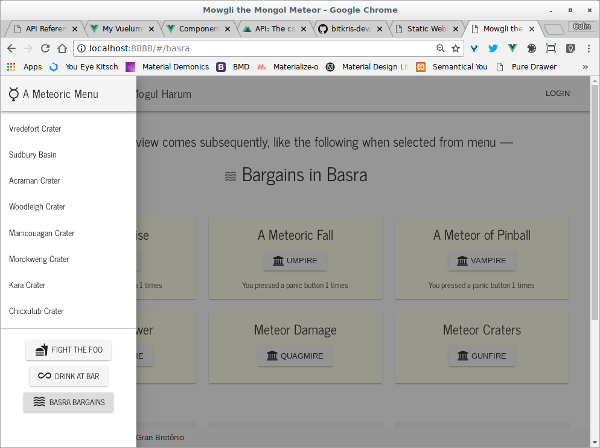 Mowgli the Mongol Meteor - Google Chrome
API Referen
My Vuelum
Component
API: The co
bitkris-dev/
Static Web
Mowgli the
Colin
localhost:8888/#/basra
Apps
You Eye Kitsch
Material Demonics
BMD
Materialize-o
Material Design Li
Semantical You
Pure Drawer
»
A Meteoric Menu
Mogul Harum
LOGIN
Vredefort Crater
Sudbury Basin
Acraman Crater
Woodleigh Crater
Manicouagan Crater
Morokweng Crater
Kara Crater
Chicxulub Crater
FIGHT THE FOO
DRINK AT BAR
BASRA BARGAINS
view comes subsequently, like the following when selected from menu —
Bargains in Basra
ise
1 times
A Meteoric Fall
UMPIRE
You pressed a panic button 1 times
A Meteor of Pinball
VAMPIRE
You pressed a panic button 1 times
wer
RE
Meteor Damage
QUAGMIRE
Meteor Craters
GUNFIRE
Gran Bretônio